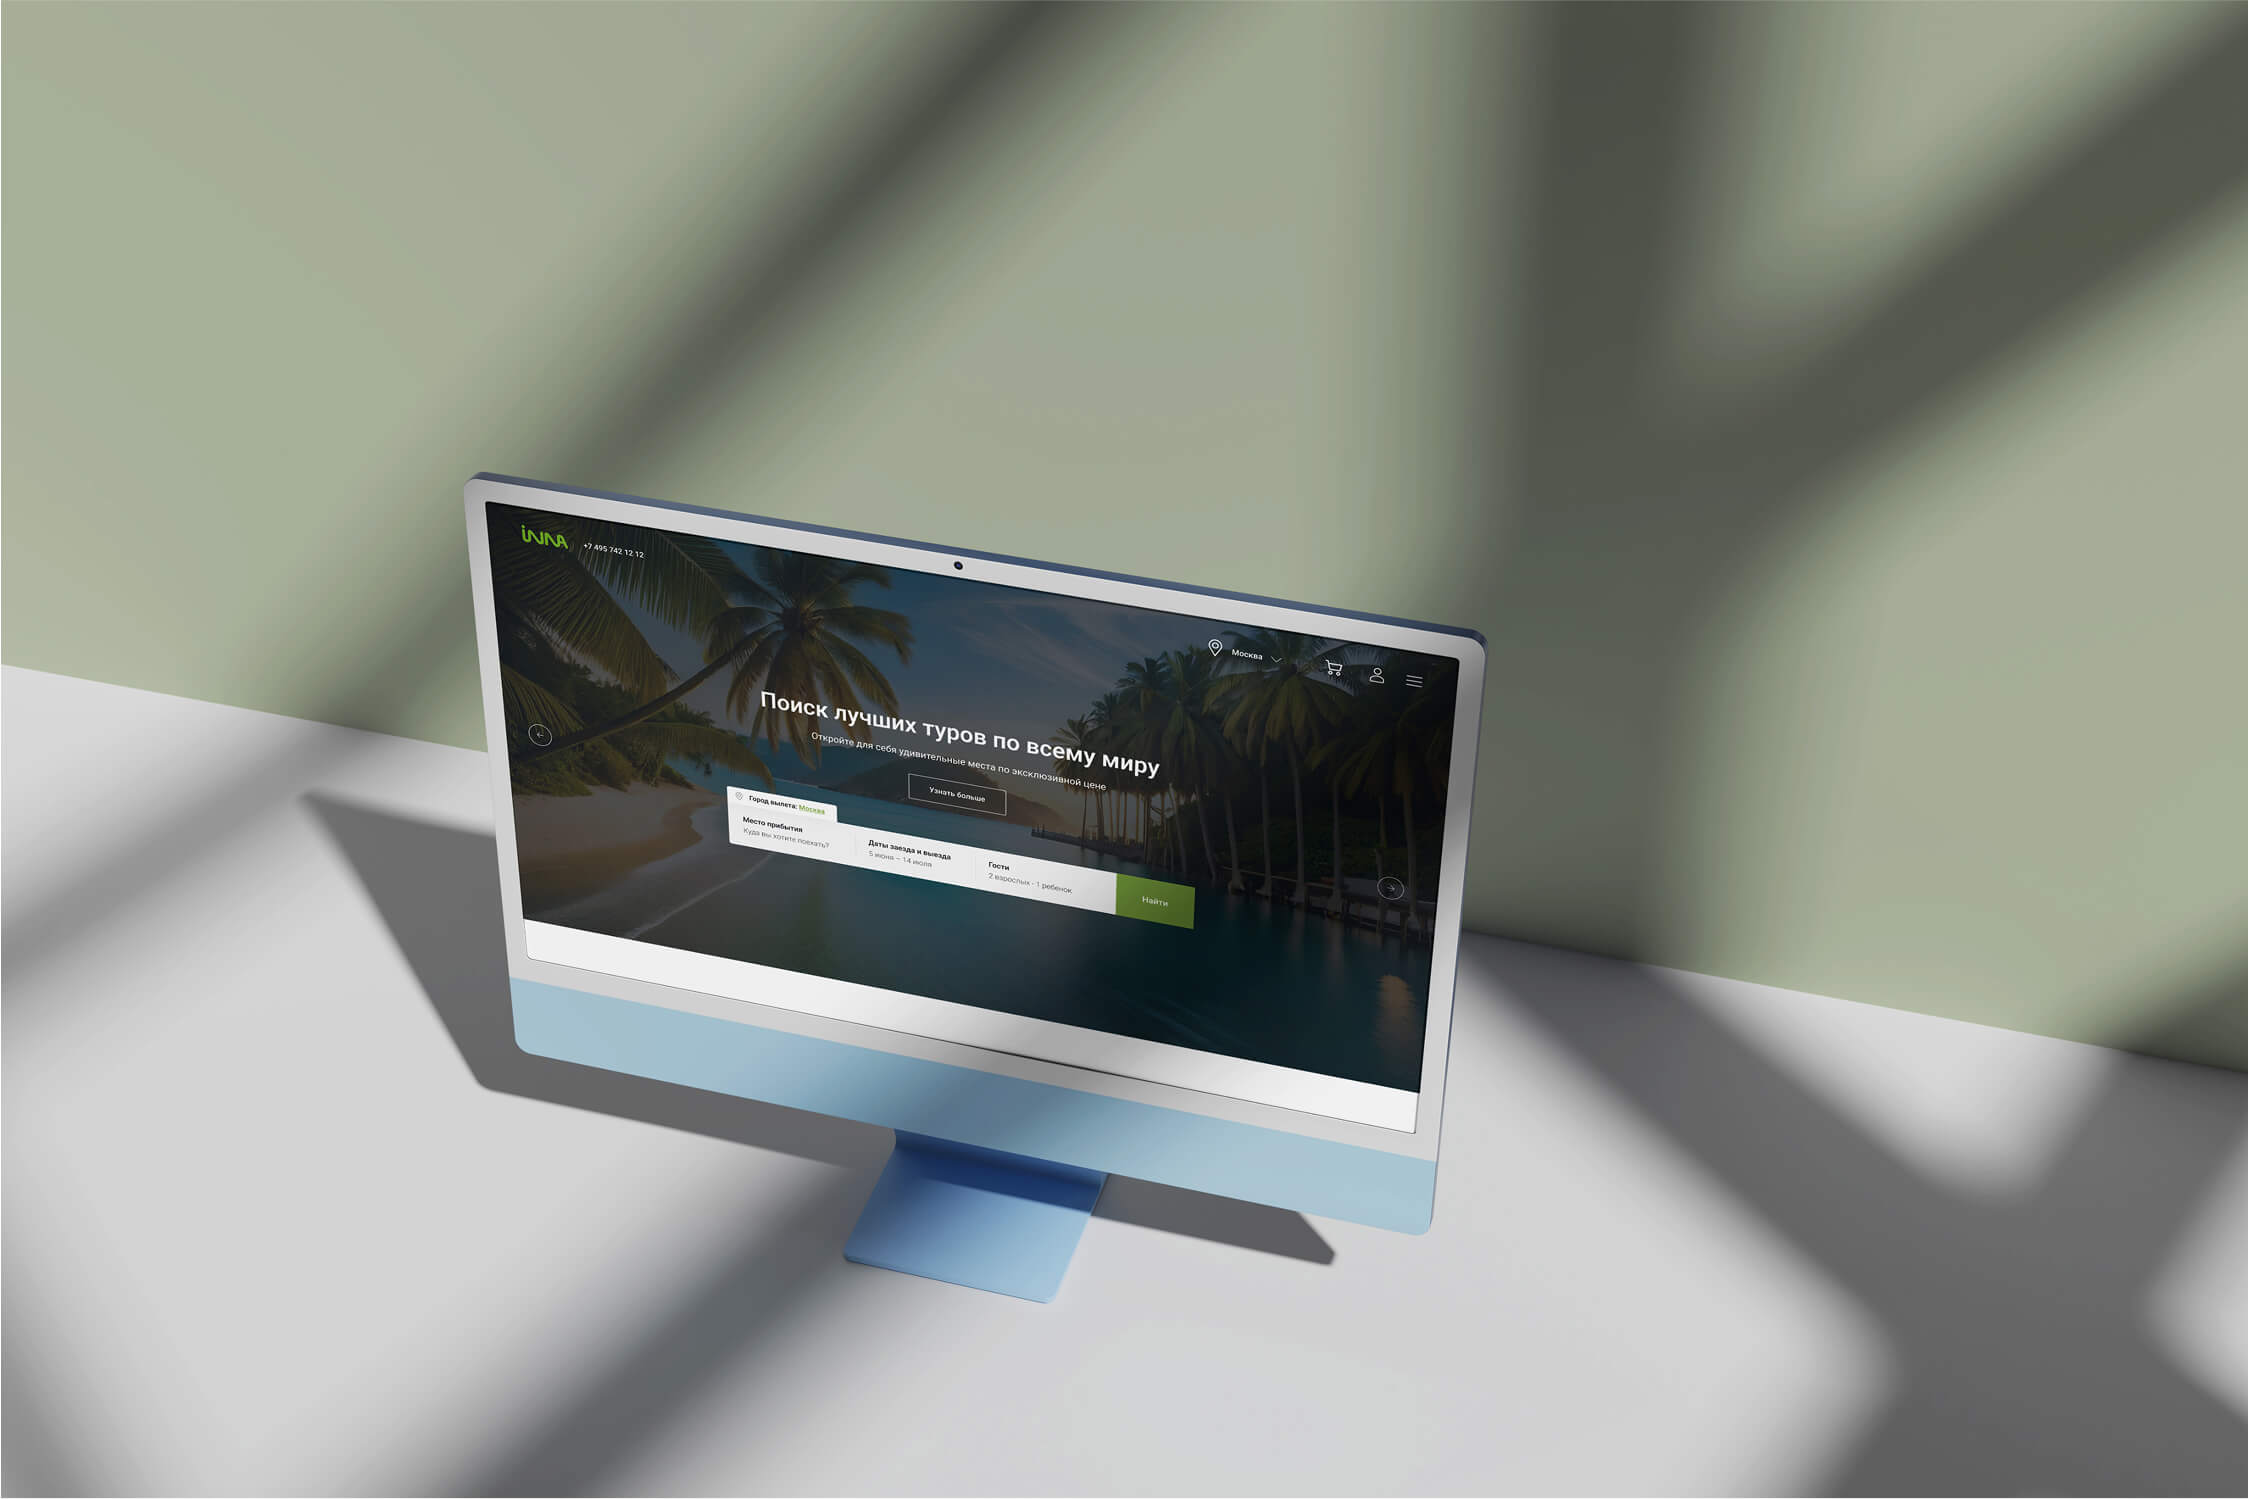 inna
+7 495 742 12 12
Москва
Поиск лучших туров по всему миру
Откройте для себя удивительные места по эксклюзивной цене
Узнать больше
Город вылета: Москва
Место прибытия
Куда вы хотите поехать?
Даты заезда и выезда
5 июня – 14 июля
Гости
2 взрослых - 1 ребенок
Найти